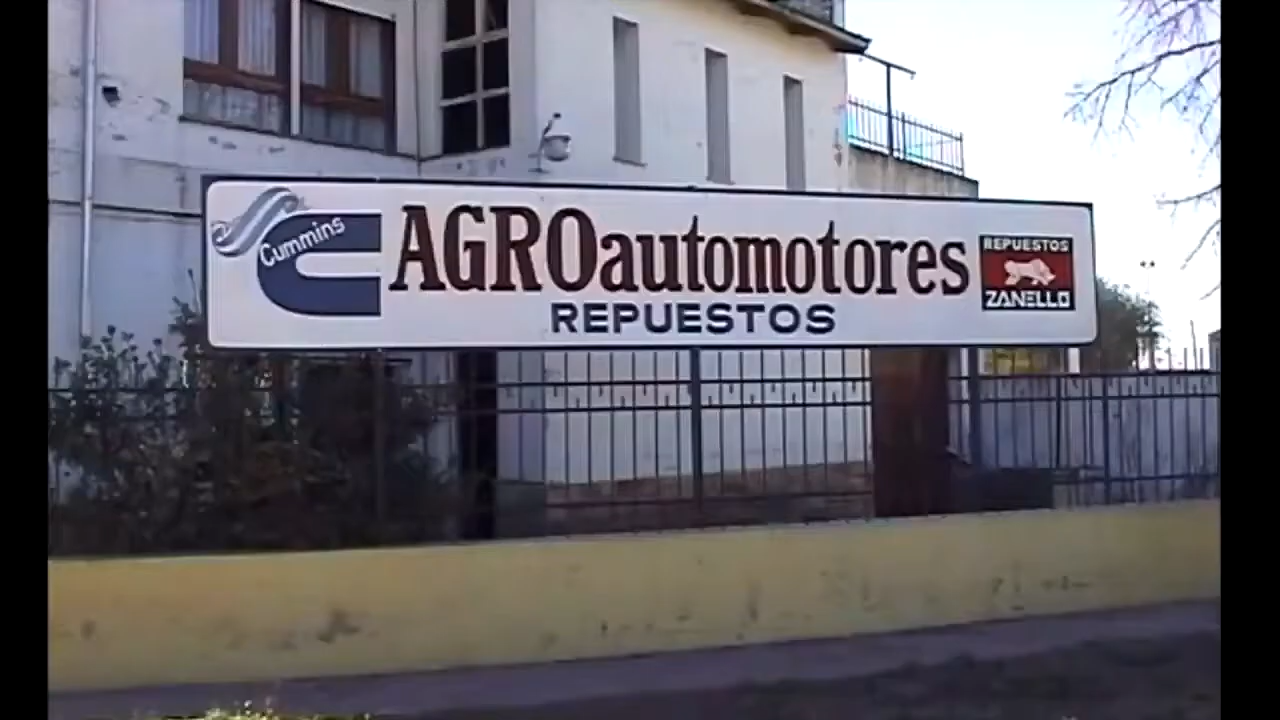 Cummins
AGROautomotores
REPUESTOS
REPUESTOS
ZANELLO